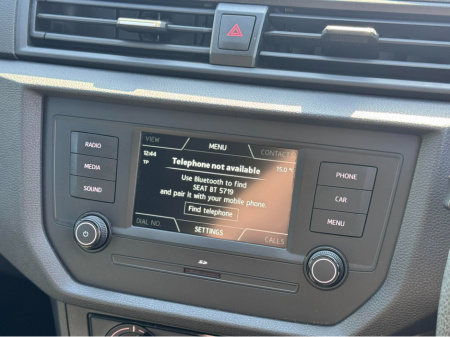 VIEW MENU CONTACTS
12:44 Telephone not available 15.0 °F
TP
Use Bluetooth to find
SEAT BT 5719
and pair it with your mobile phone.
Find telephone
DIAL NO. SETTINGS CALLS
RADIO
MEDIA
SOUND
PHONE
CAR
MENU